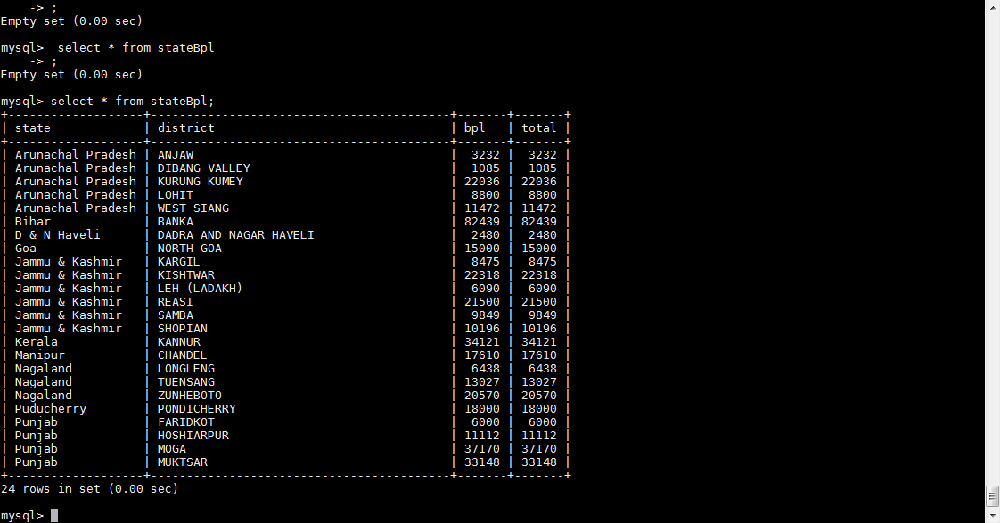 -> ;
Empty set (0.00 sec)

mysql>  select * from stateBpl
    -> ;
Empty set (0.00 sec)

mysql> select * from stateBpl;
+-------------------+------------------------------------------+-------+-------+
| state             | district                                 | bpl   | total |
+-------------------+------------------------------------------+-------+-------+
| Arunachal Pradesh | ANJAW                                    |  3232 |  3232 |
| Arunachal Pradesh | DIBANG VALLEY                            |  1085 |  1085 |
| Arunachal Pradesh | KURUNG KUMEY                             | 22036 | 22036 |
| Arunachal Pradesh | LOHIT                                    |  8800 |  8800 |
| Arunachal Pradesh | WEST SIANG                               | 11472 | 11472 |
| Bihar             | BANKA                                    | 82439 | 82439 |
| D & N Haveli      | DADRA AND NAGAR HAVELI                   |  2480 |  2480 |
| Goa               | NORTH GOA                                | 15000 | 15000 |
| Jammu & Kashmir   | KARGIL                                   |  8475 |  8475 |
| Jammu & Kashmir   | KISHTWAR                                 | 22318 | 22318 |
| Jammu & Kashmir   | LEH (LADAKH)                             |  6090 |  6090 |
| Jammu & Kashmir   | REASI                                    | 21500 | 21500 |
| Jammu & Kashmir   | SAMBA                                    |  9849 |  9849 |
| Jammu & Kashmir   | SHOPIAN                                  | 10196 | 10196 |
| Kerala            | KANNUR                                   | 34121 | 34121 |
| Manipur           | CHANDEL                                  | 17610 | 17610 |
| Nagaland          | LONGLENG                                 |  6438 |  6438 |
| Nagaland          | TUENSANG                                 | 13027 | 13027 |
| Nagaland          | ZUNHEBOTO                                | 20570 | 20570 |
| Puducherry        | PONDICHERRY                              | 18000 | 18000 |
| Punjab            | FARIDKOT                                 |  6000 |  6000 |
| Punjab            | HOSHIARPUR                               | 11112 | 11112 |
| Punjab            | MOGA                                     | 37170 | 37170 |
| Punjab            | MUKTSAR                                  | 33148 | 33148 |
+-------------------+------------------------------------------+-------+-------+
24 rows in set (0.00 sec)

mysql>